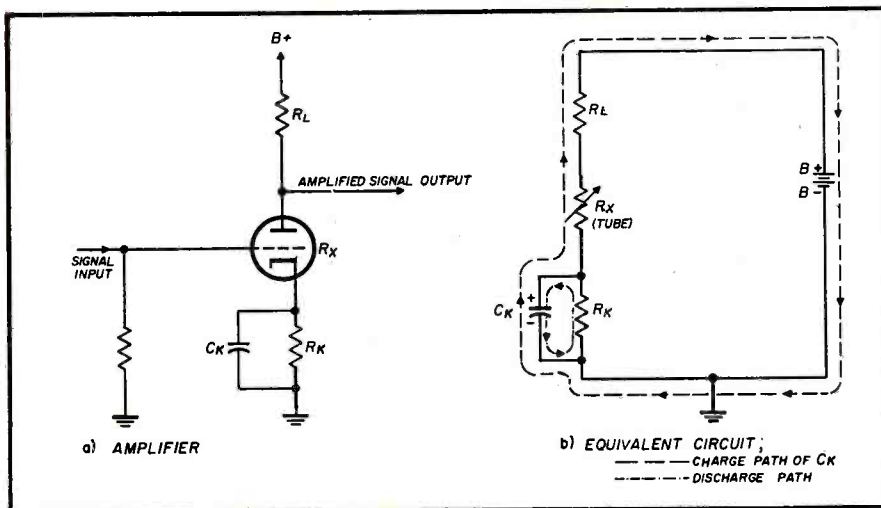 B+
RL
AMPLIFIED SIGNAL OUTPUT
RX
SIGNAL INPUT
CK
RK
a) AMPLIFIER
RL
B+
B-
RX
(TUBE)
+
CK
-
RK
b) EQUIVALENT CIRCUIT;
CHARGE PATH OF CK
DISCHARGE PATH